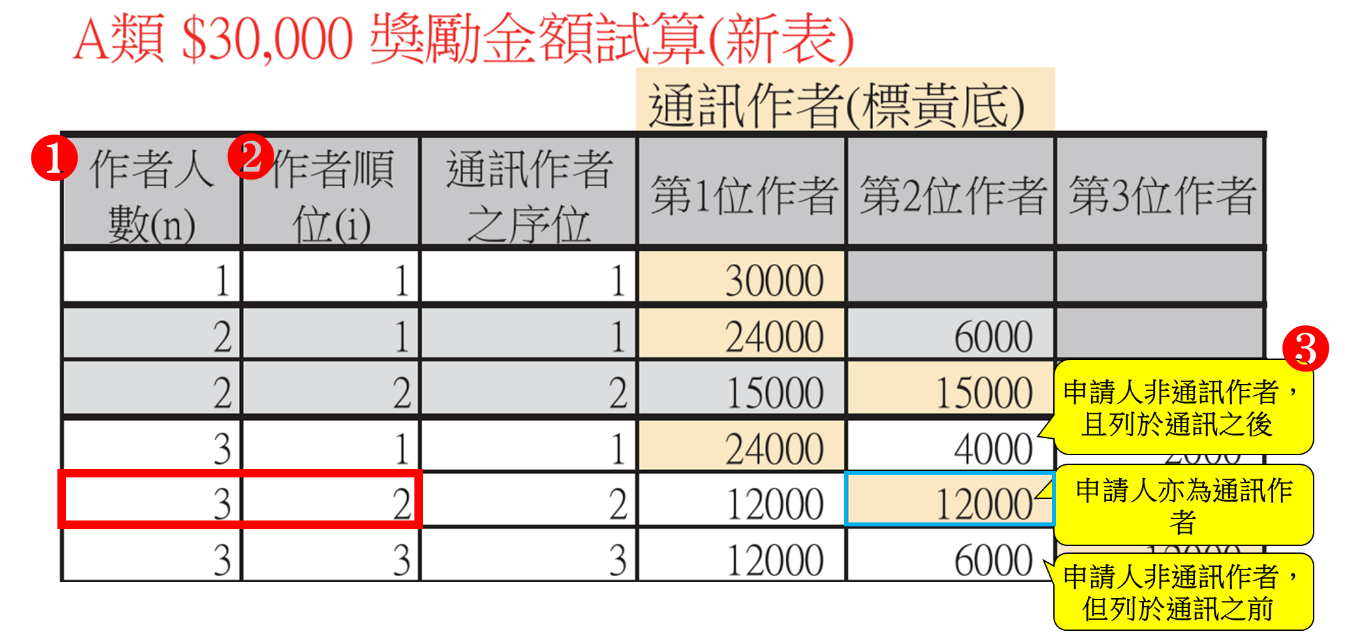 A類 $30,000 獎勵金額試算(新表)
通訊作者(標黃底)
❶ 作者人數(n) ❷ 作者順位(i) 通訊作者之序位 第1位作者 第2位作者 第3位作者
1 1 1 30000
2 1 1 24000 6000
❸
2 2 2 15000 15000
申請人非通訊作者，
且列於通訊之後
3 1 1 24000 4000
3 2 2 12000 12000
申請人亦為通訊作
者
3 3 3 12000 6000
申請人非通訊作者，
但列於通訊之前